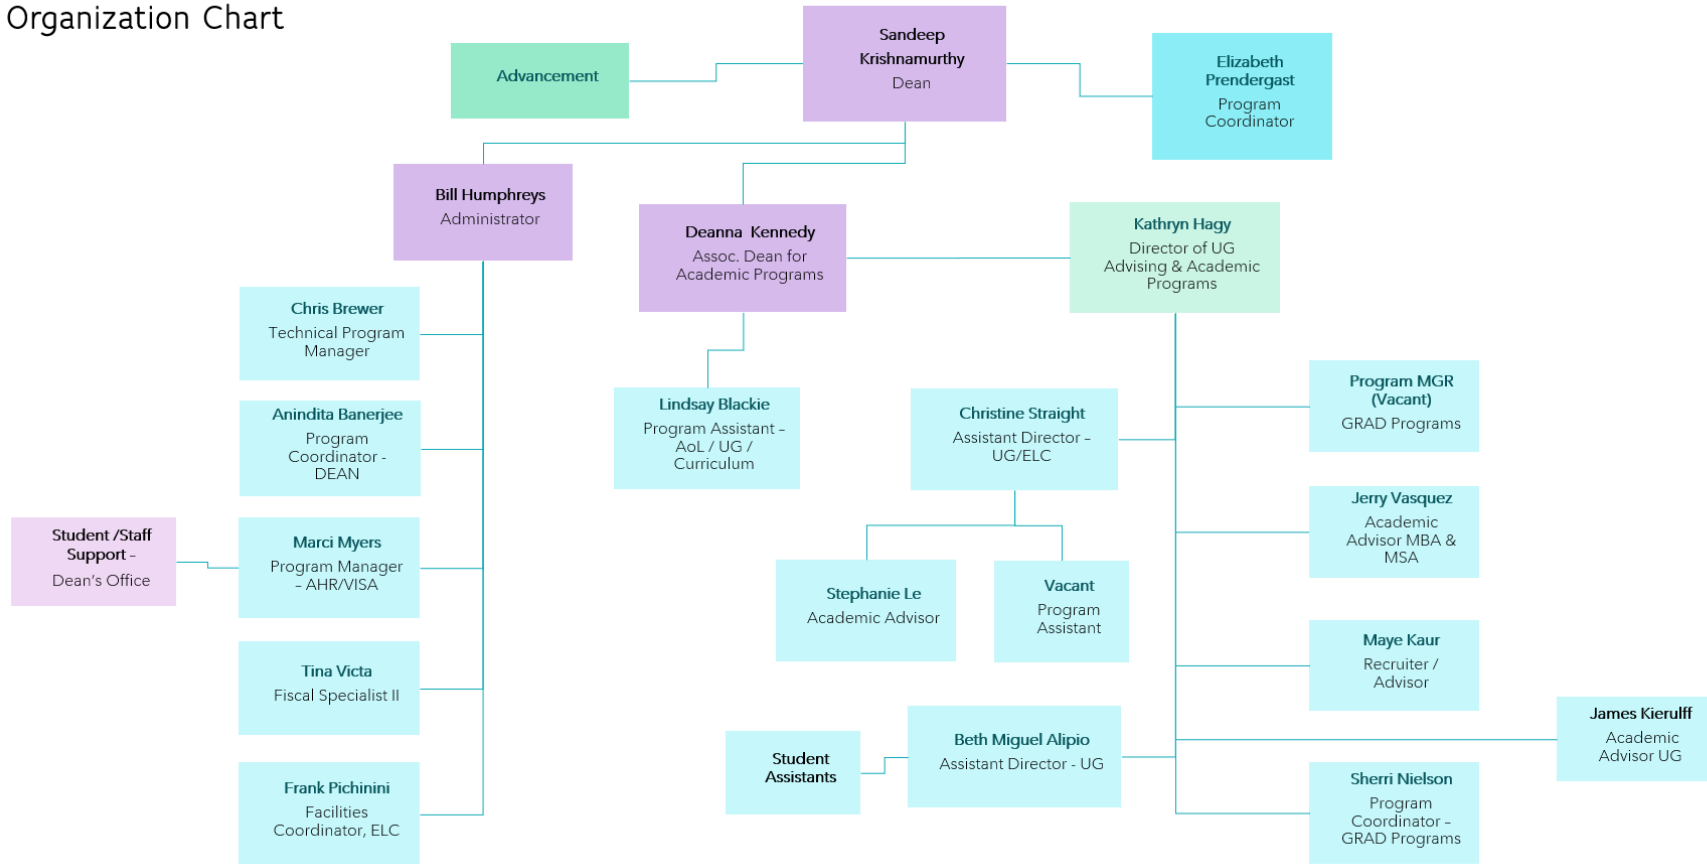 Organization Chart
Sandeep
Krishnamurthy
Dean
Advancement
Elizabeth
Prendergast
Program
Coordinator
Bill Humphreys
Administrator
Deanna Kennedy
Assoc. Dean for
Academic Programs
Kathryn Hagy
Director of UG
Advising & Academic
Programs
Chris Brewer
Technical Program
Manager
Anindita Banerjee
Program
Coordinator -
DEAN
Student /Staff
Support –
Dean's Office
Marci Myers
Program Manager
– AHR/VISA
Tina Victa
Fiscal Specialist II
Frank Pichinini
Facilities
Coordinator, ELC
Lindsay Blackie
Program Assistant –
AoL / UG /
Curriculum
Christine Straight
Assistant Director –
UG/ELC
Stephanie Le
Academic Advisor
Vacant
Program
Assistant
Student
Assistants
Beth Miguel Alipio
Assistant Director - UG
Program MGR
(Vacant)
GRAD Programs
Jerry Vasquez
Academic
Advisor MBA &
MSA
Maye Kaur
Recruiter /
Advisor
James Kierulff
Academic
Advisor UG
Sherri Nielson
Program
Coordinator –
GRAD Programs